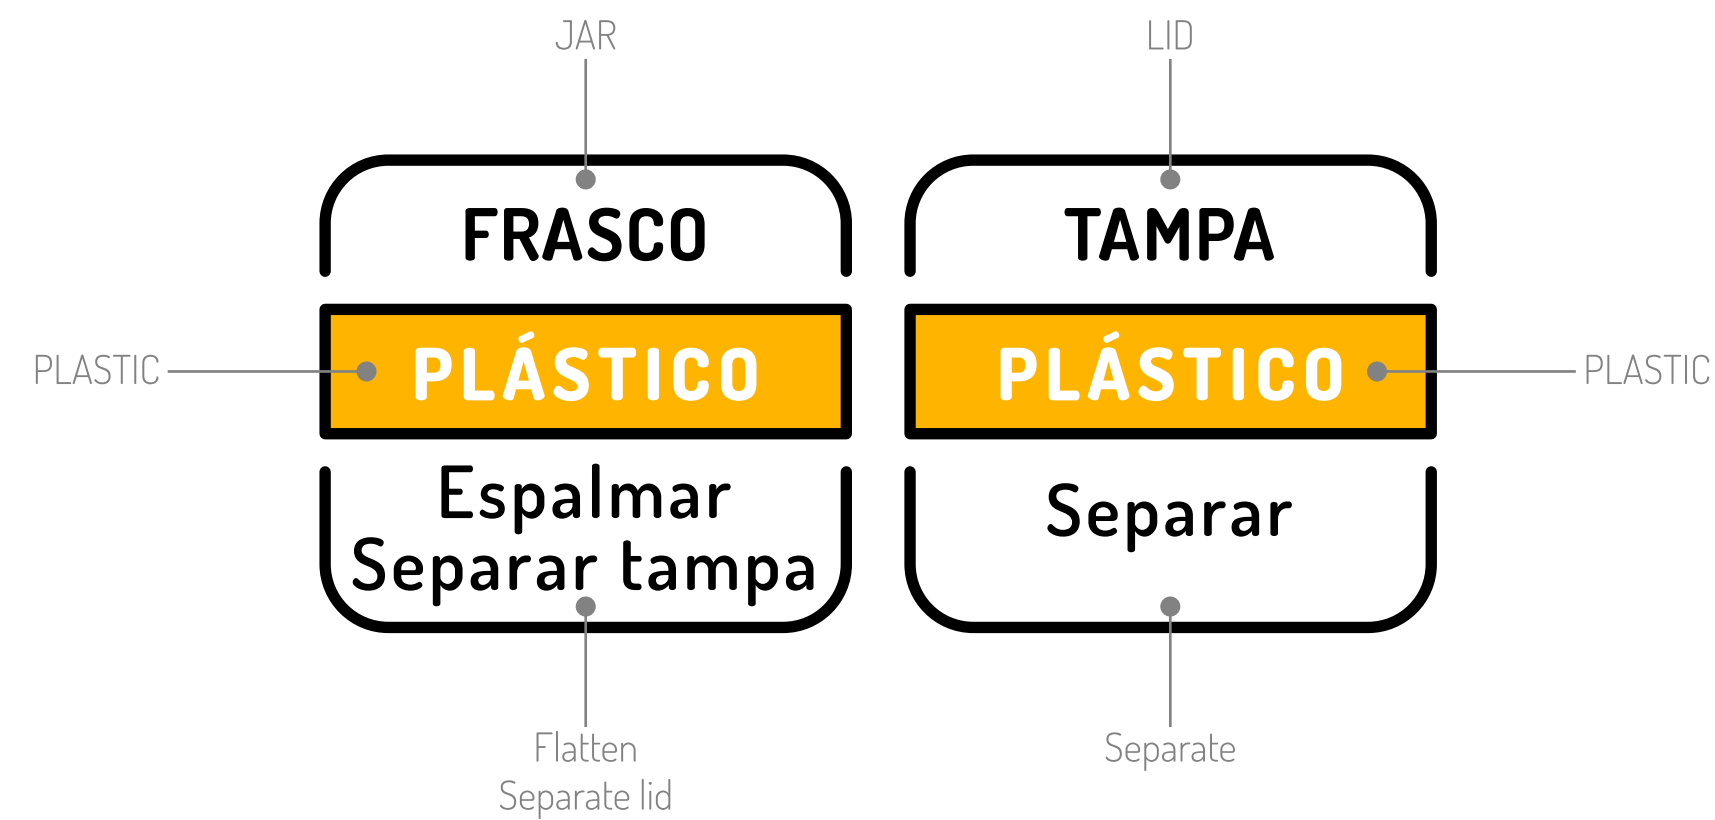 JAR
LID
FRASCO
TAMPA
PLASTIC
PLÁSTICO
PLÁSTICO
PLASTIC
Espalmar
Separar tampa
Separar
Flatten
Separate lid
Separate